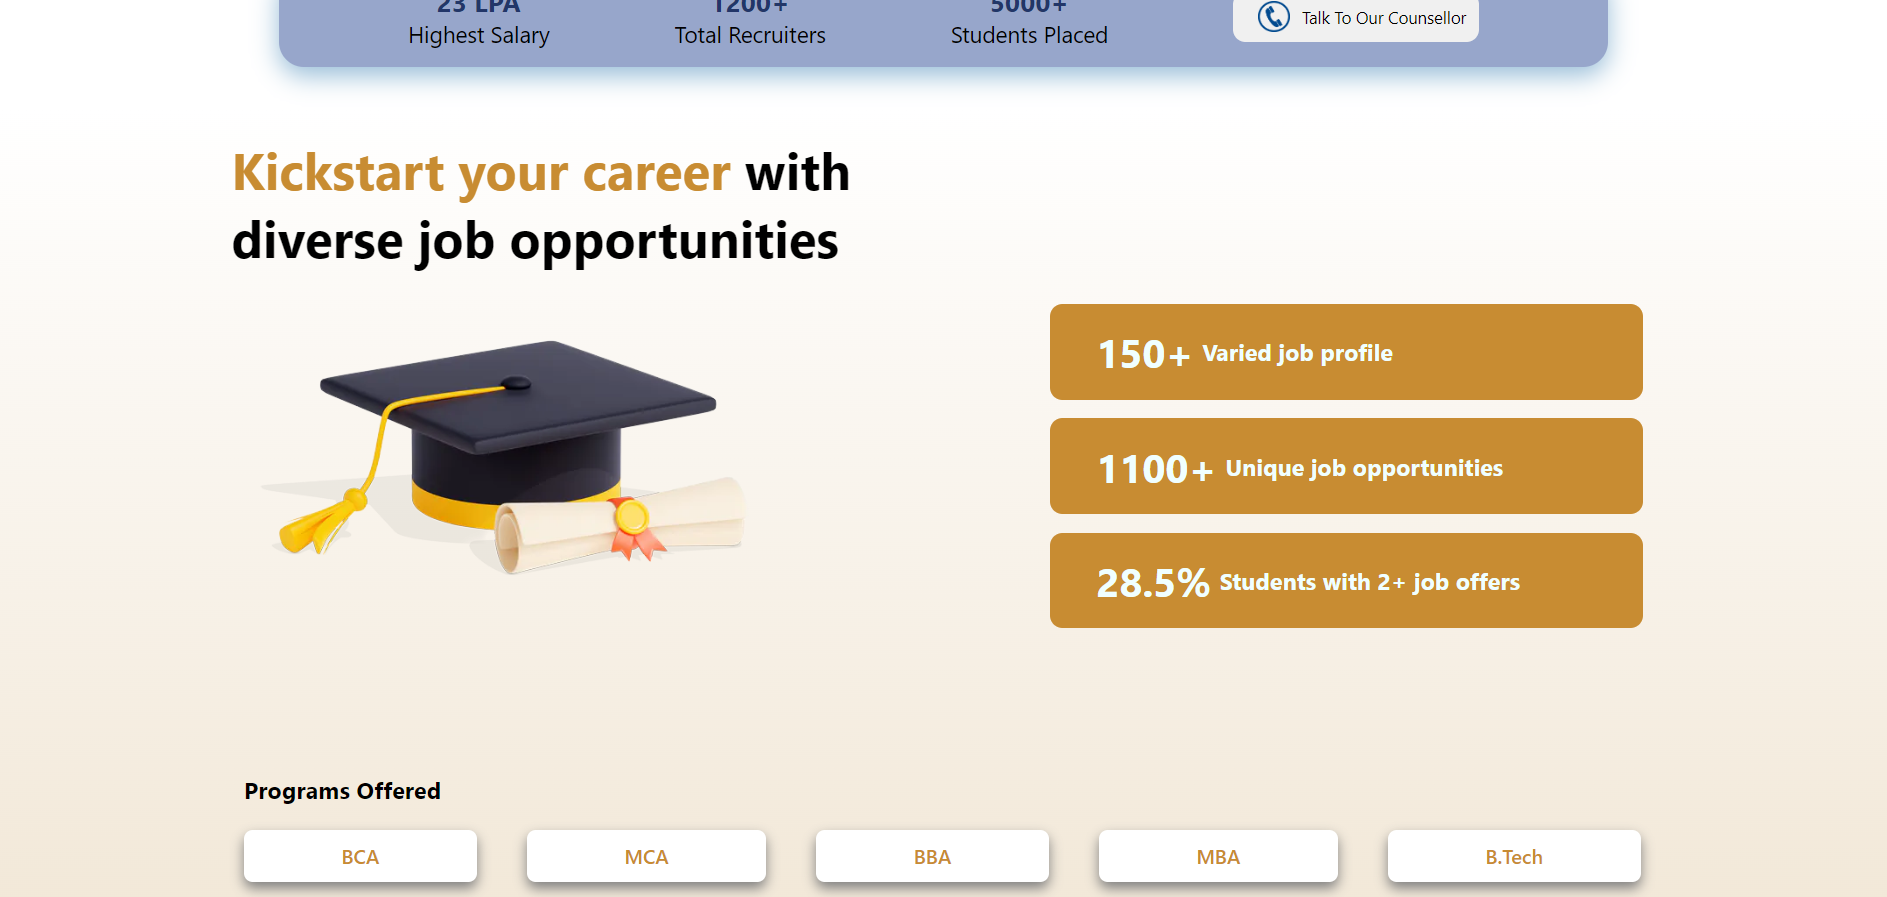 23 LPA
1200+
5000+
Highest Salary
Total Recruiters
Students Placed
Talk To Our Counsellor
Kickstart your career with
diverse job opportunities
150+ Varied job profile
1100+ Unique job opportunities
28.5% Students with 2+ job offers
Programs Offered
BCA
MCA
BBA
MBA
B.Tech